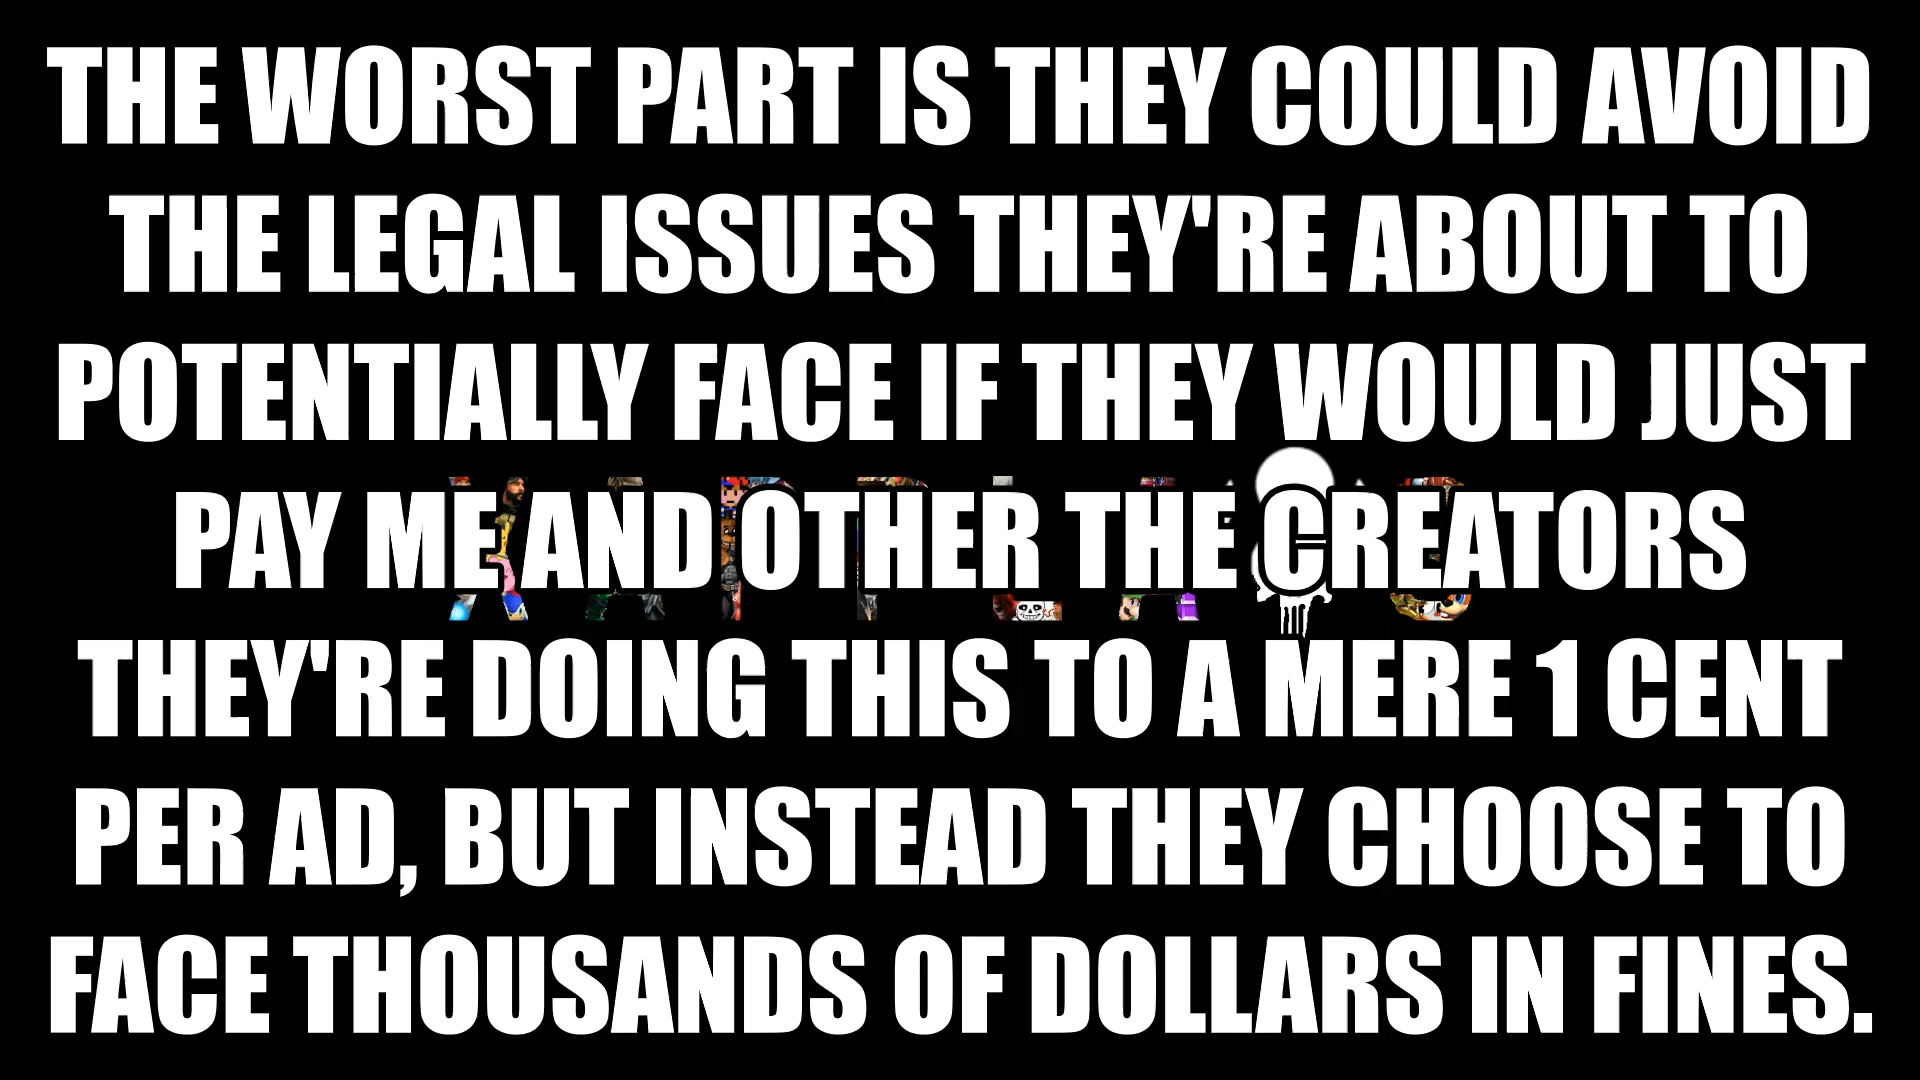 THE WORST PART IS THEY COULD AVOID
THE LEGAL ISSUES THEY'RE ABOUT TO
POTENTIALLY FACE IF THEY WOULD JUST
PAY ME AND OTHER THE CREATORS
THEY'RE DOING THIS TO A MERE 1 CENT
PER AD, BUT INSTEAD THEY CHOOSE TO
FACE THOUSANDS OF DOLLARS IN FINES.